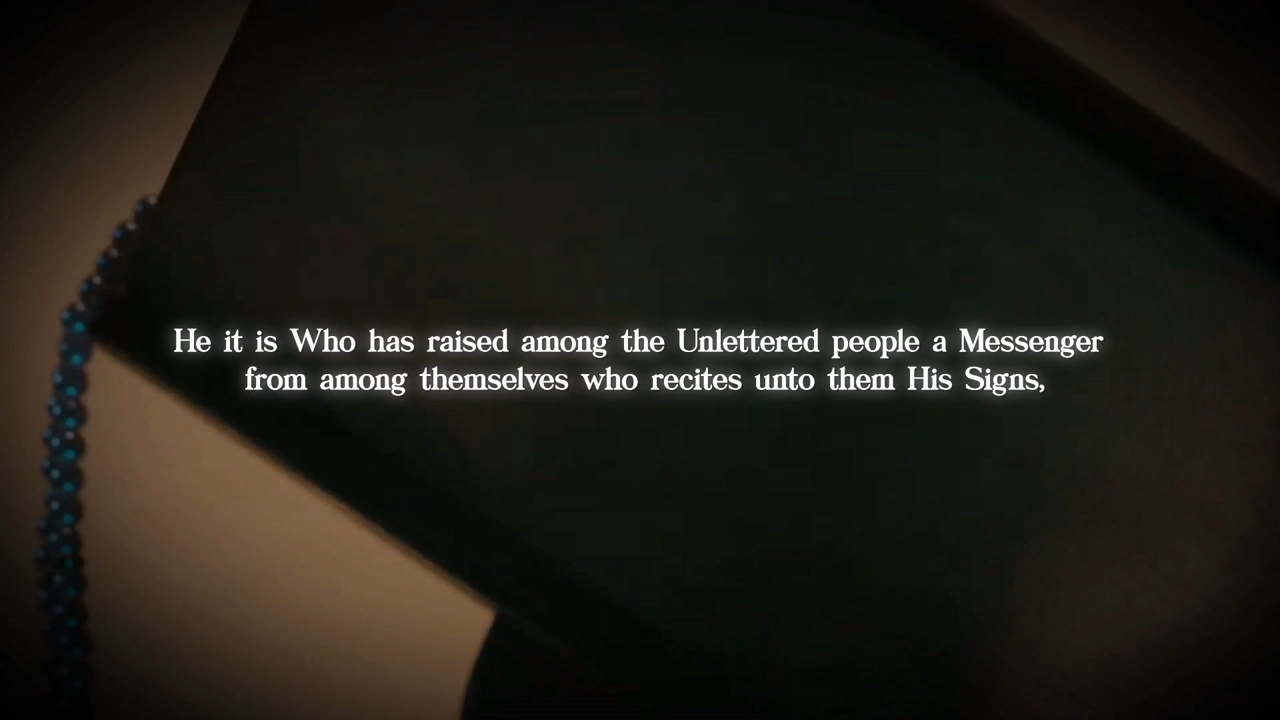 He it is Who has raised among the Unlettered people a Messenger
from among themselves who recites unto them His Signs,